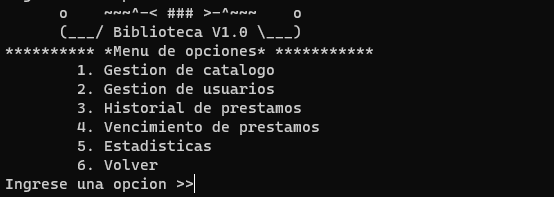 o ~~~^-< ### >-^~~~ o
(___/ Biblioteca V1.0 \___)
********** *Menu de opciones* ***********
1. Gestion de catalogo
2. Gestion de usuarios
3. Historial de prestamos
4. Vencimiento de prestamos
5. Estadisticas
6. Volver
Ingrese una opcion >>